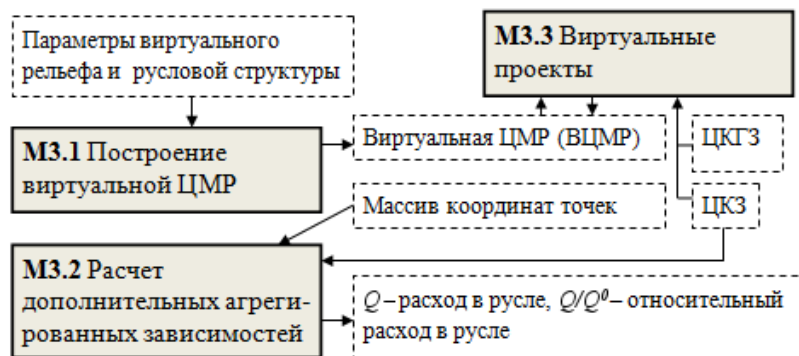 Параметры виртуального
рельефа и русловой структуры
М3.3 Виртуальные
проекты
М3.1 Построение
виртуальной ЦМР
Виртуальная ЦМР (ВЦМР)
ЦКГЗ
Массив координат точек
ЦКЗ
М3.2 Расчет
дополнительных агреги-
рованных зависимостей
Q – расход в русле, Q/Q⁰ – относительный
расход в русле